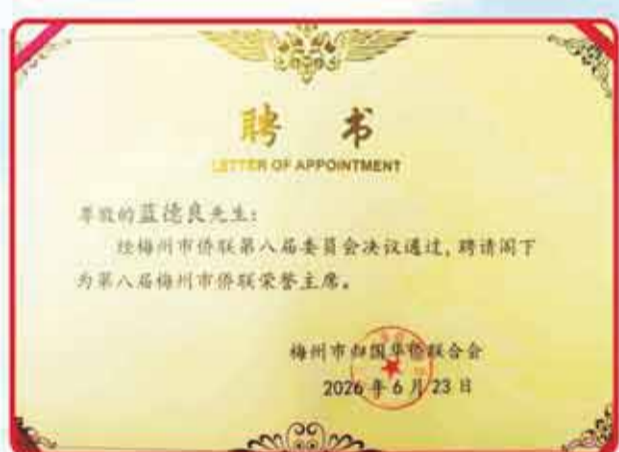 聘 书
LETTER OF APPOINTMENT
尊敬的蓝德良先生:
经梅州市侨联第八届委员会决议通过,聘请阁下
为第八届梅州市侨联荣誉主席。
梅州市归国华侨联合会
2026年6月23日